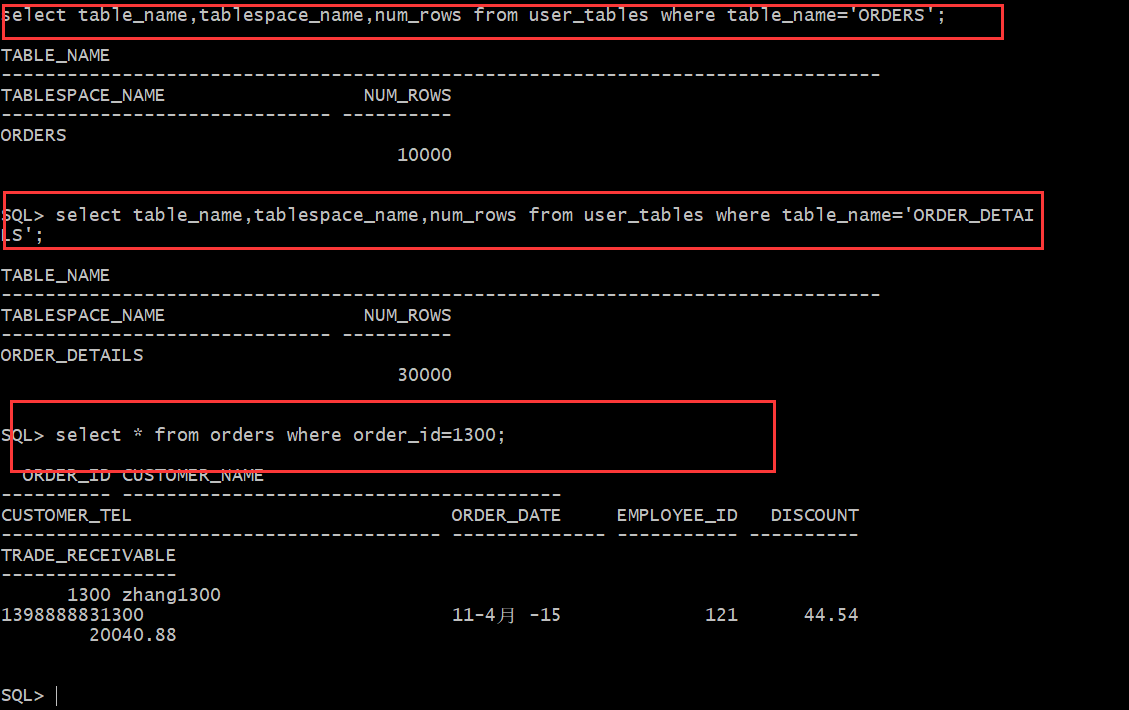 select table_name,tablespace_name,num_rows from user_tables where table_name='ORDERS';
TABLE_NAME
--------------------------------------------------------------------------------
TABLESPACE_NAME                  NUM_ROWS
------------------------------ ----------
ORDERS
                                    10000
SQL> select table_name,tablespace_name,num_rows from user_tables where table_name='ORDER_DETAI
LS';
TABLE_NAME
--------------------------------------------------------------------------------
TABLESPACE_NAME                  NUM_ROWS
------------------------------ ----------
ORDER_DETAILS
                                    30000
SQL> select * from orders where order_id=1300;
  ORDER_ID CUSTOMER_NAME
---------- ----------------------------------------
CUSTOMER_TEL                             ORDER_DATE     EMPLOYEE_ID   DISCOUNT
---------------------------------------- -------------- ----------- ----------
TRADE_RECEIVABLE
----------------
      1300 zhang1300
1398888831300                            11-4月 -15             121      44.54
        20040.88
SQL>